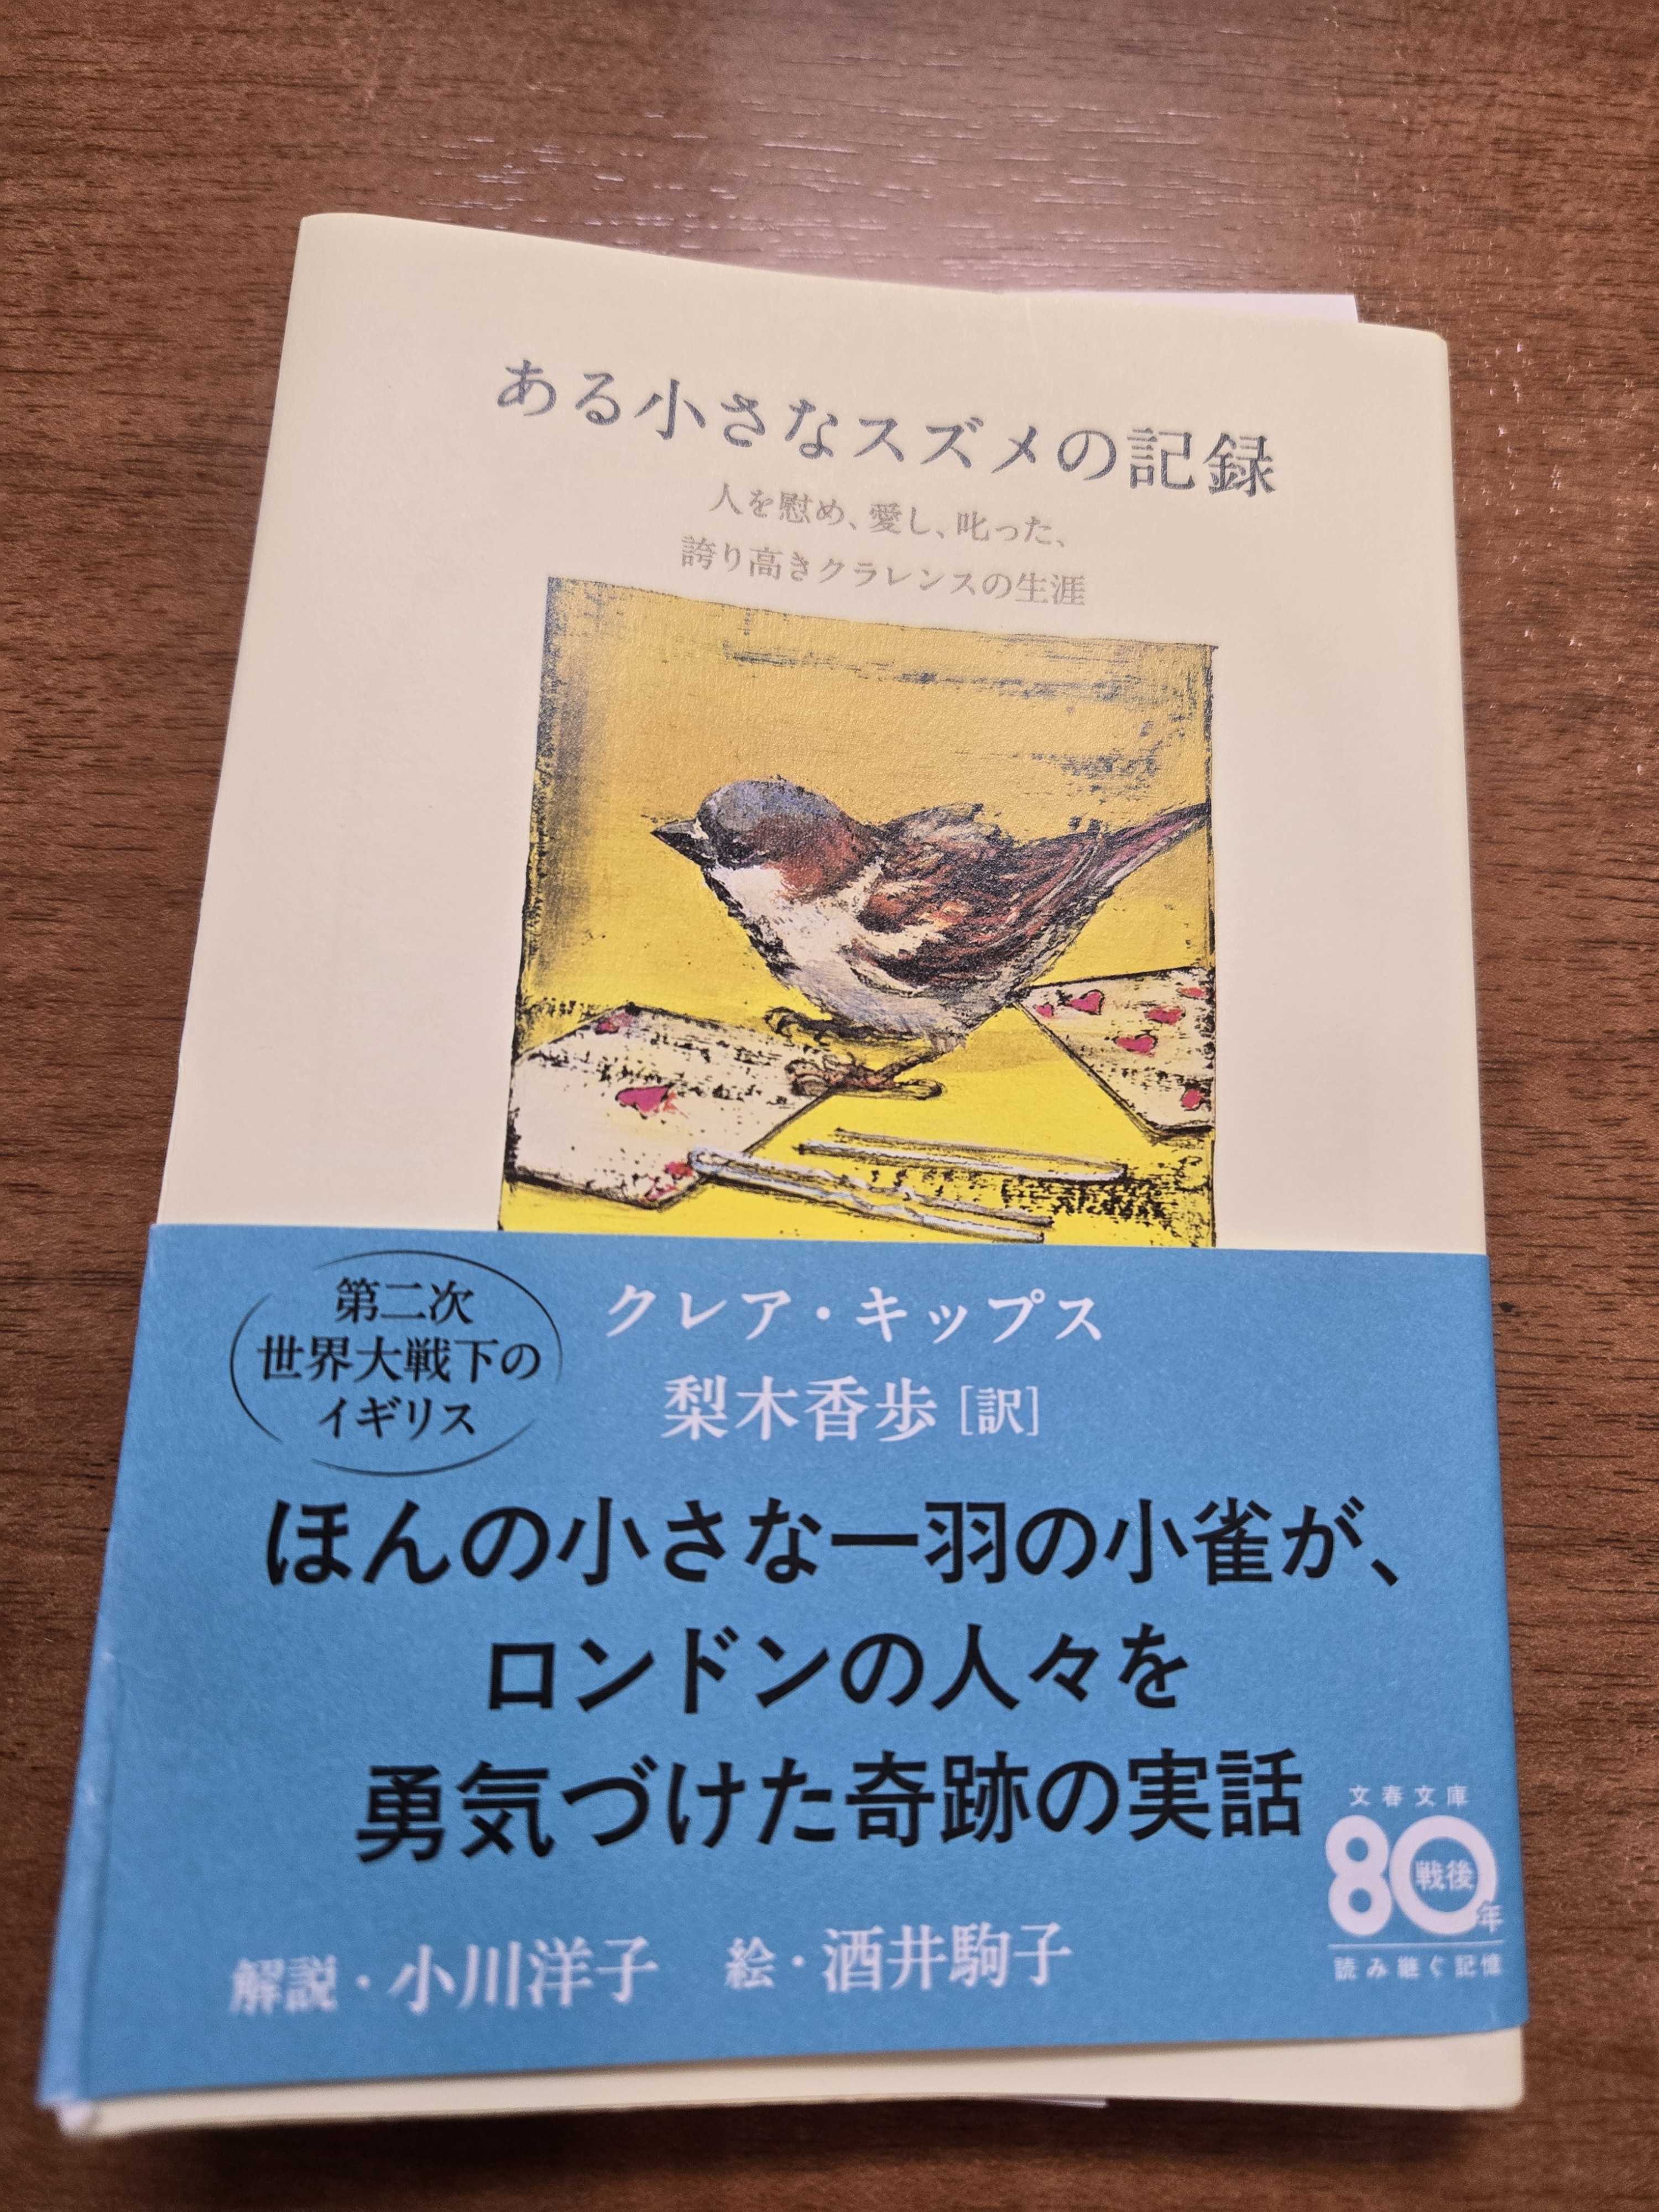 ある小さなスズメの記録
人を慰め、愛し、叱った、
誇り高きクラレンスの生涯
第二次
世界大戦下の
イギリス
クレア・キップス
梨木香歩[訳]
ほんの小さな一羽の小雀が、
ロンドンの人々を
勇気づけた奇跡の実話
解説・小川洋子 絵・酒井駒子
文春文庫
80
戦後
年
読み継ぐ記憶